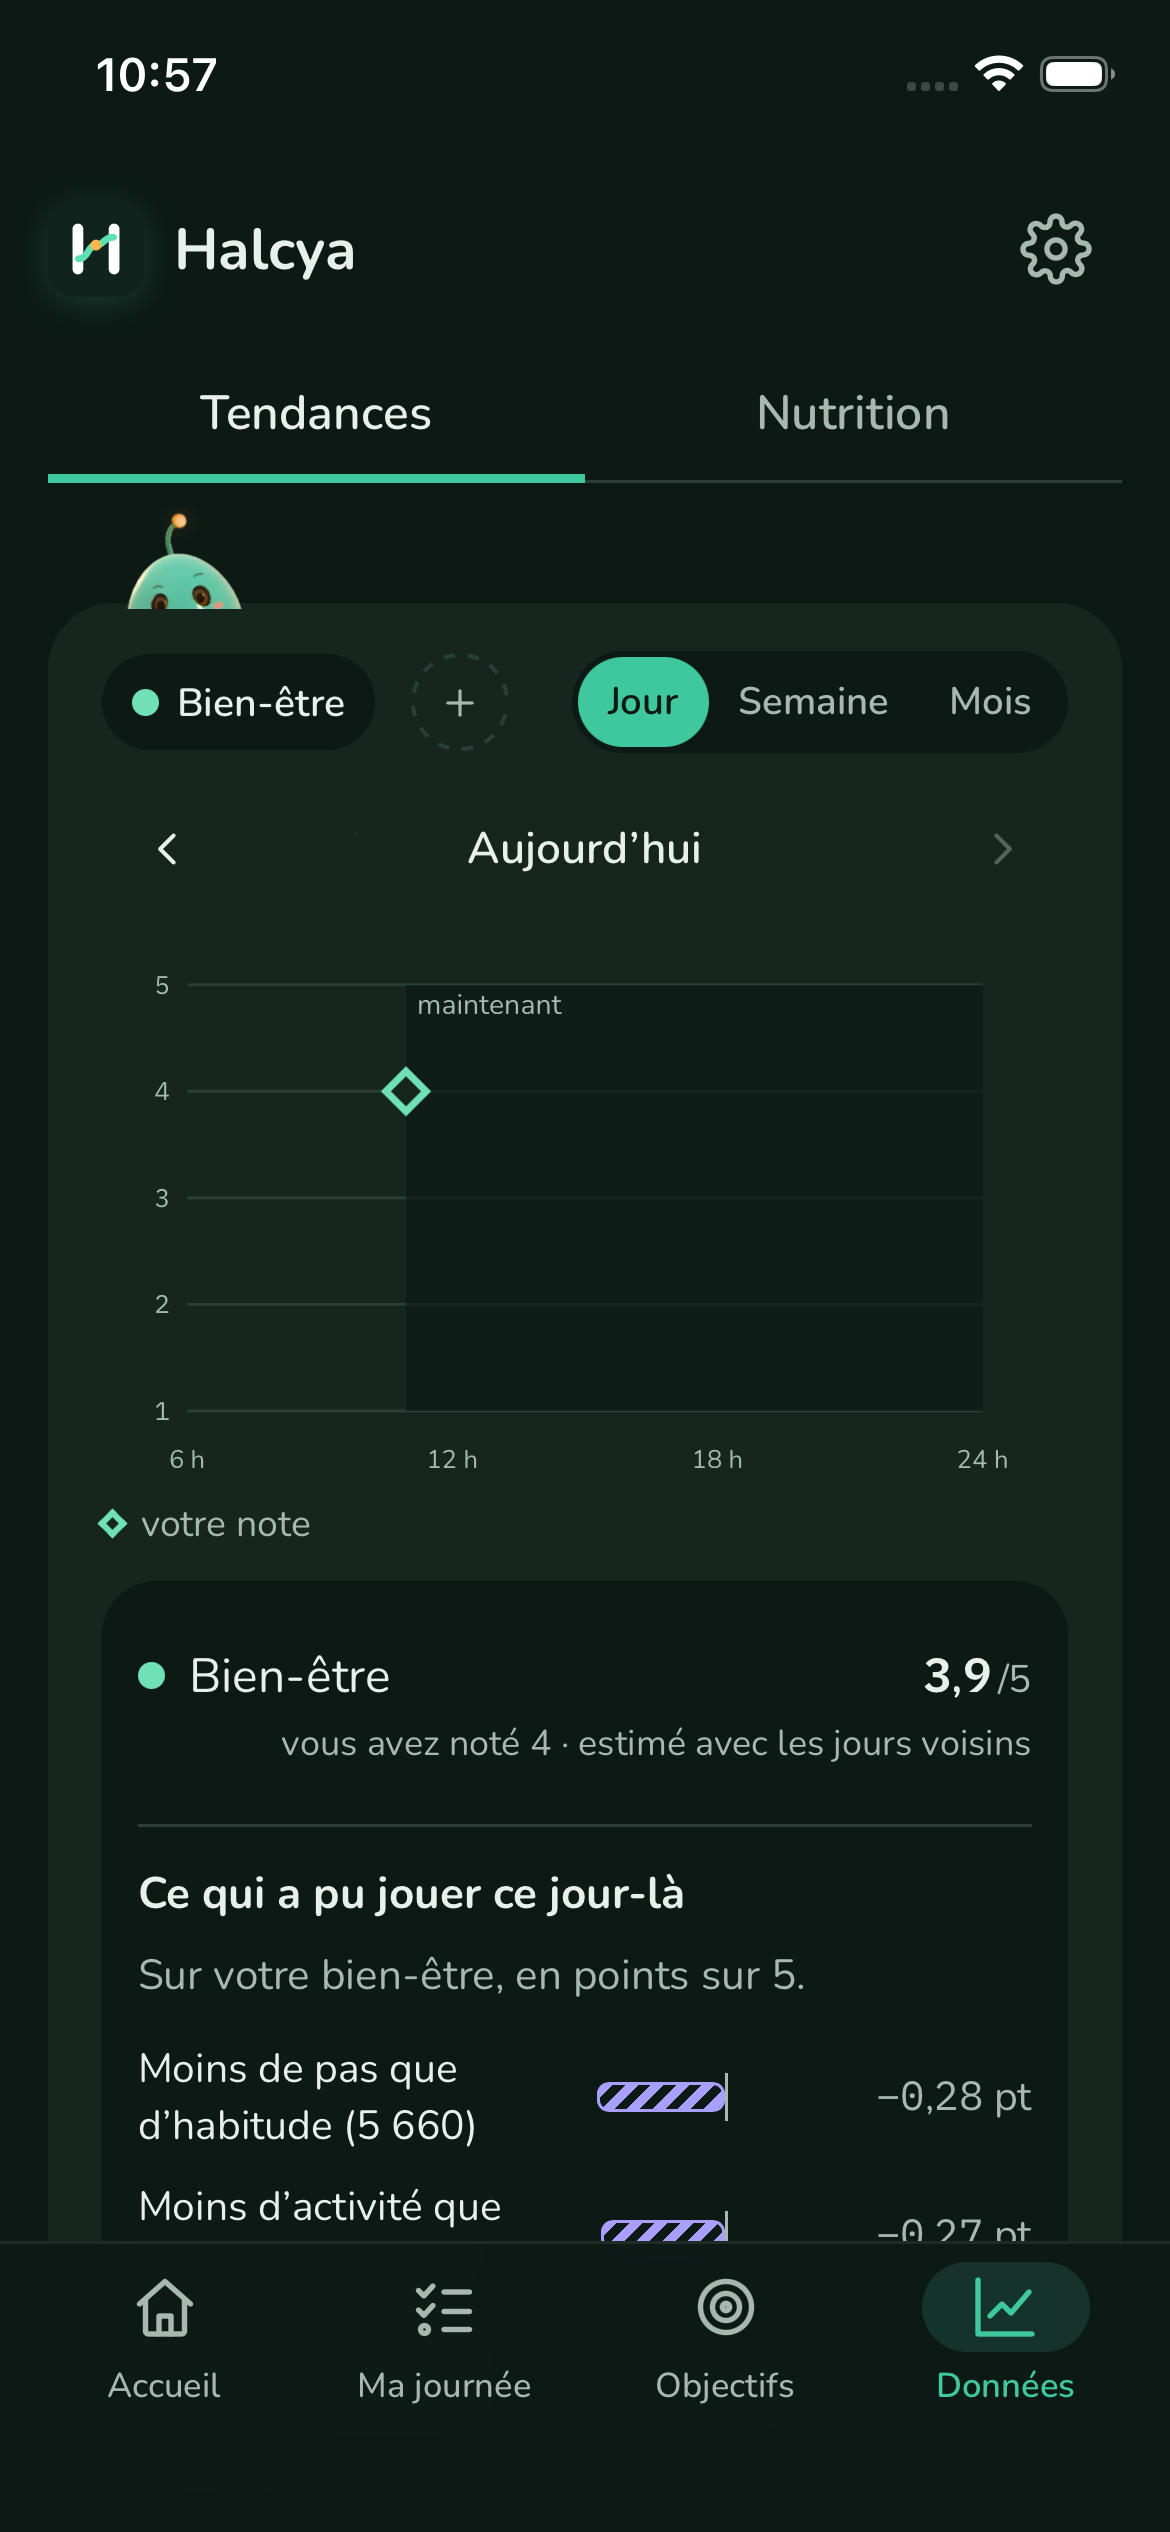 10:57
Halcya
Tendances
Nutrition
Bien-être
+
Jour
Semaine
Mois
Aujourd’hui
5
maintenant
4
3
2
1
6 h
12 h
18 h
24 h
votre note
Bien-être
3,9/5
vous avez noté 4 · estimé avec les jours voisins
Ce qui a pu jouer ce jour-là
Sur votre bien-être, en points sur 5.
Moins de pas que
d’habitude (5 660)
−0,28 pt
Moins d’activité que
−0,27 pt
Accueil
Ma journée
Objectifs
Données